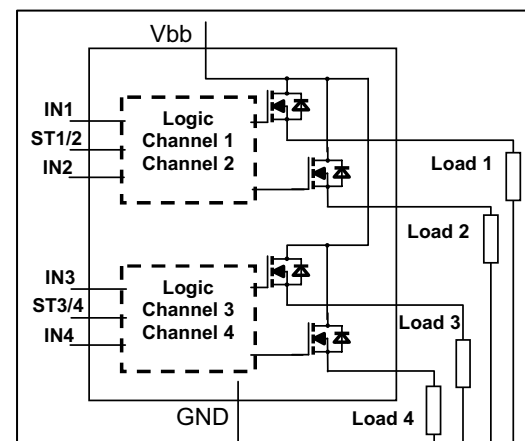 Vbb
IN1
ST1/2
IN2
Logic
Channel 1
Channel 2
Load 1
Load 2
IN3
ST3/4
IN4
Logic
Channel 3
Channel 4
Load 3
GND
Load 4